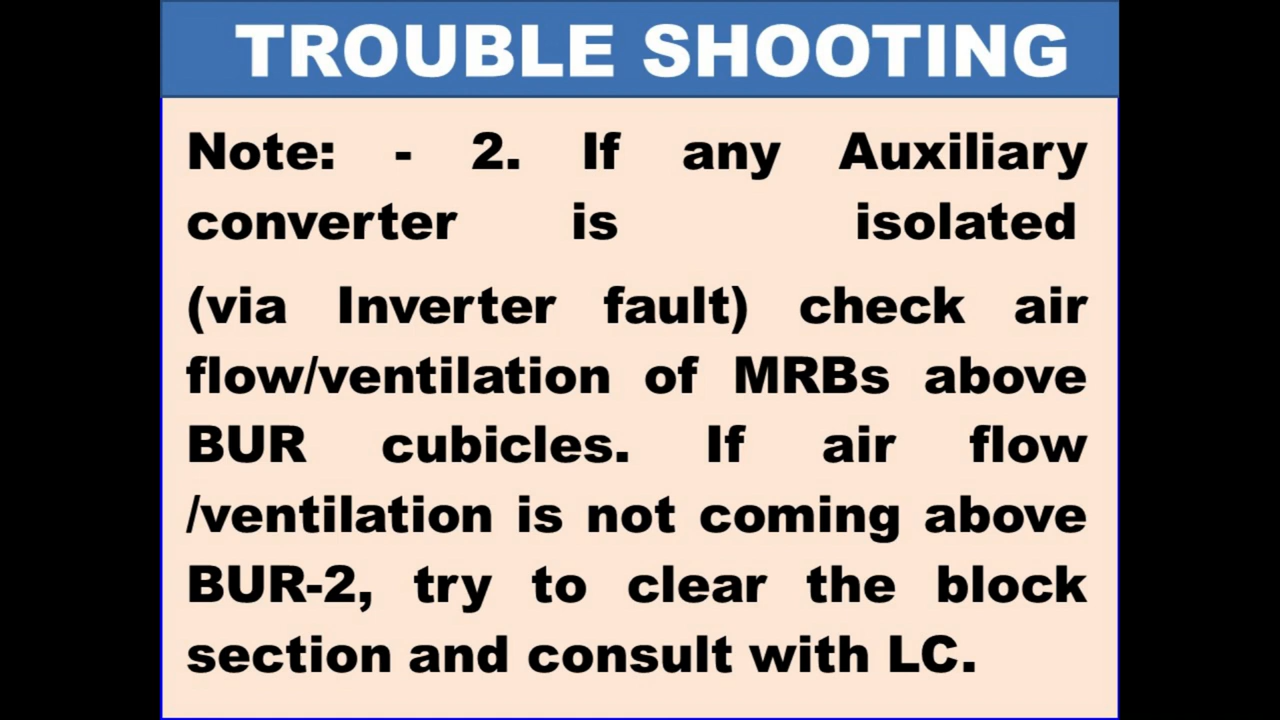 TROUBLE SHOOTING
Note: - 2. If any Auxiliary
converter is isolated
(via Inverter fault) check air
flow/ventilation of MRBs above
BUR cubicles. If air flow
/ventilation is not coming above
BUR-2, try to clear the block
section and consult with LC.